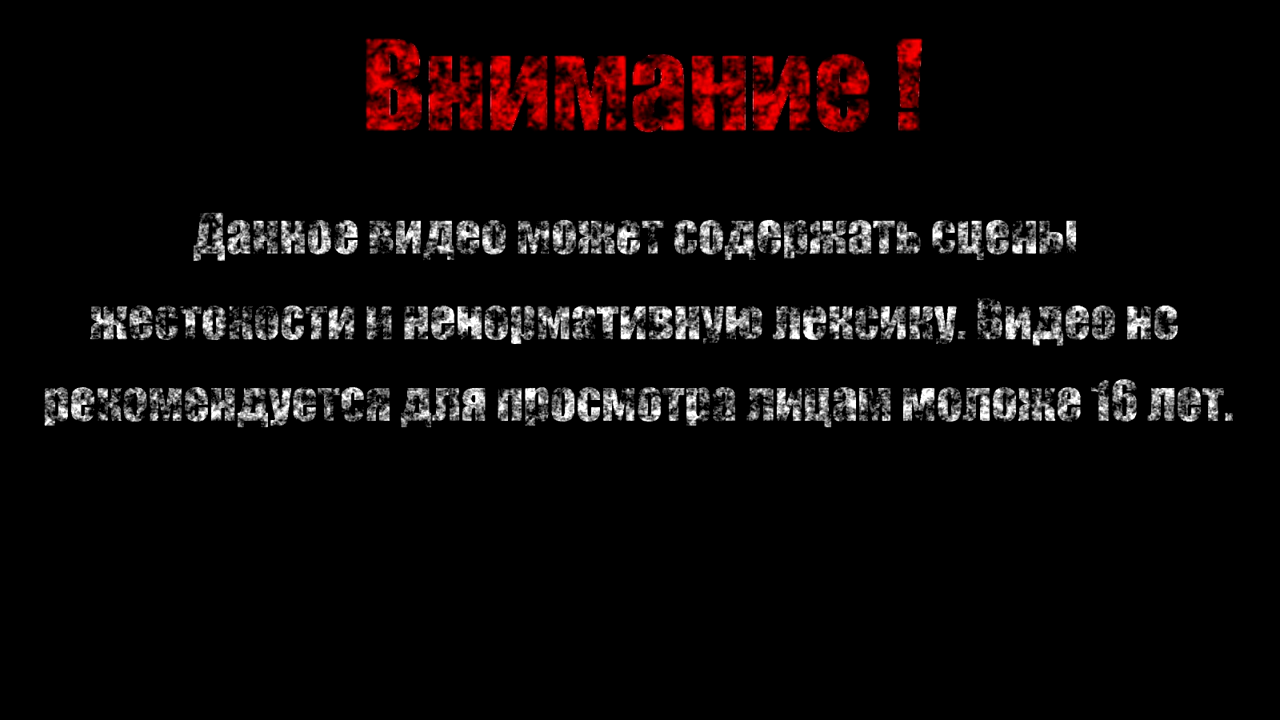 Внимание !
Данное видео может содержать сцены
жестокости и ненормативную лексику. Видео не
рекомендуется для просмотра лицам моложе 16 лет.